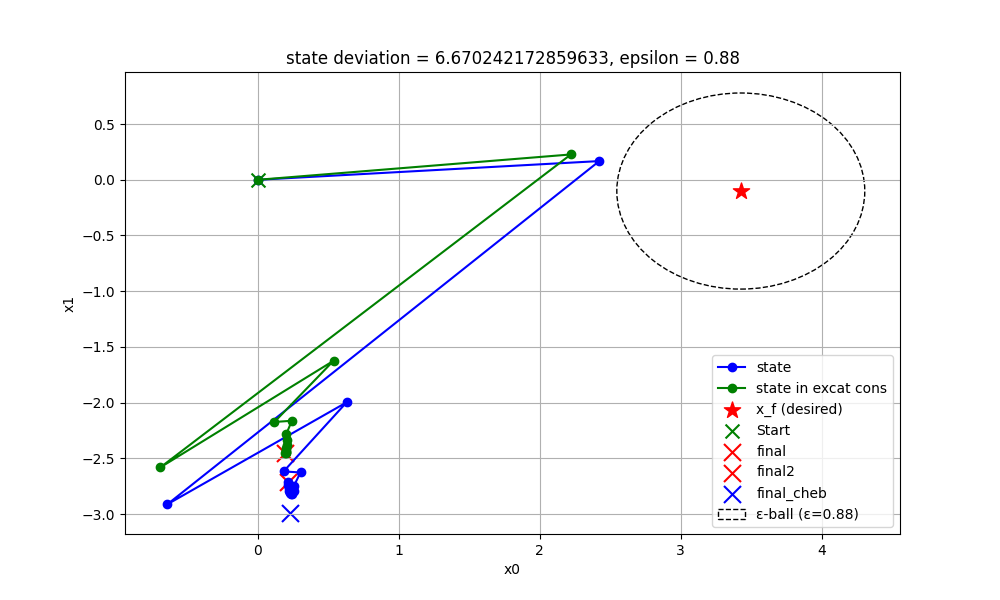 state deviation = 6.670242172859633, epsilon = 0.88
0.5
0.0
−0.5
−1.0
−1.5
−2.0
−2.5
−3.0
x1
0
1
2
3
4
x0
state
state in excat cons
x_f (desired)
Start
final
final2
final_cheb
ε-ball (ε=0.88)